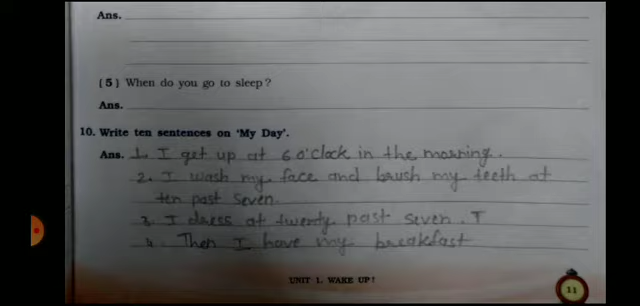 Ans.
(5) When do you go to sleep?
Ans.
10. Write ten sentences on 'My Day'.
Ans. 1. I get up at 6 o'clock in the morning.
2. I wash my face and brush my teeth at
ten past seven.
3. I dress at twenty past seven. I
4. Then I have my breakfast
UNIT 1. WAKE UP!
11